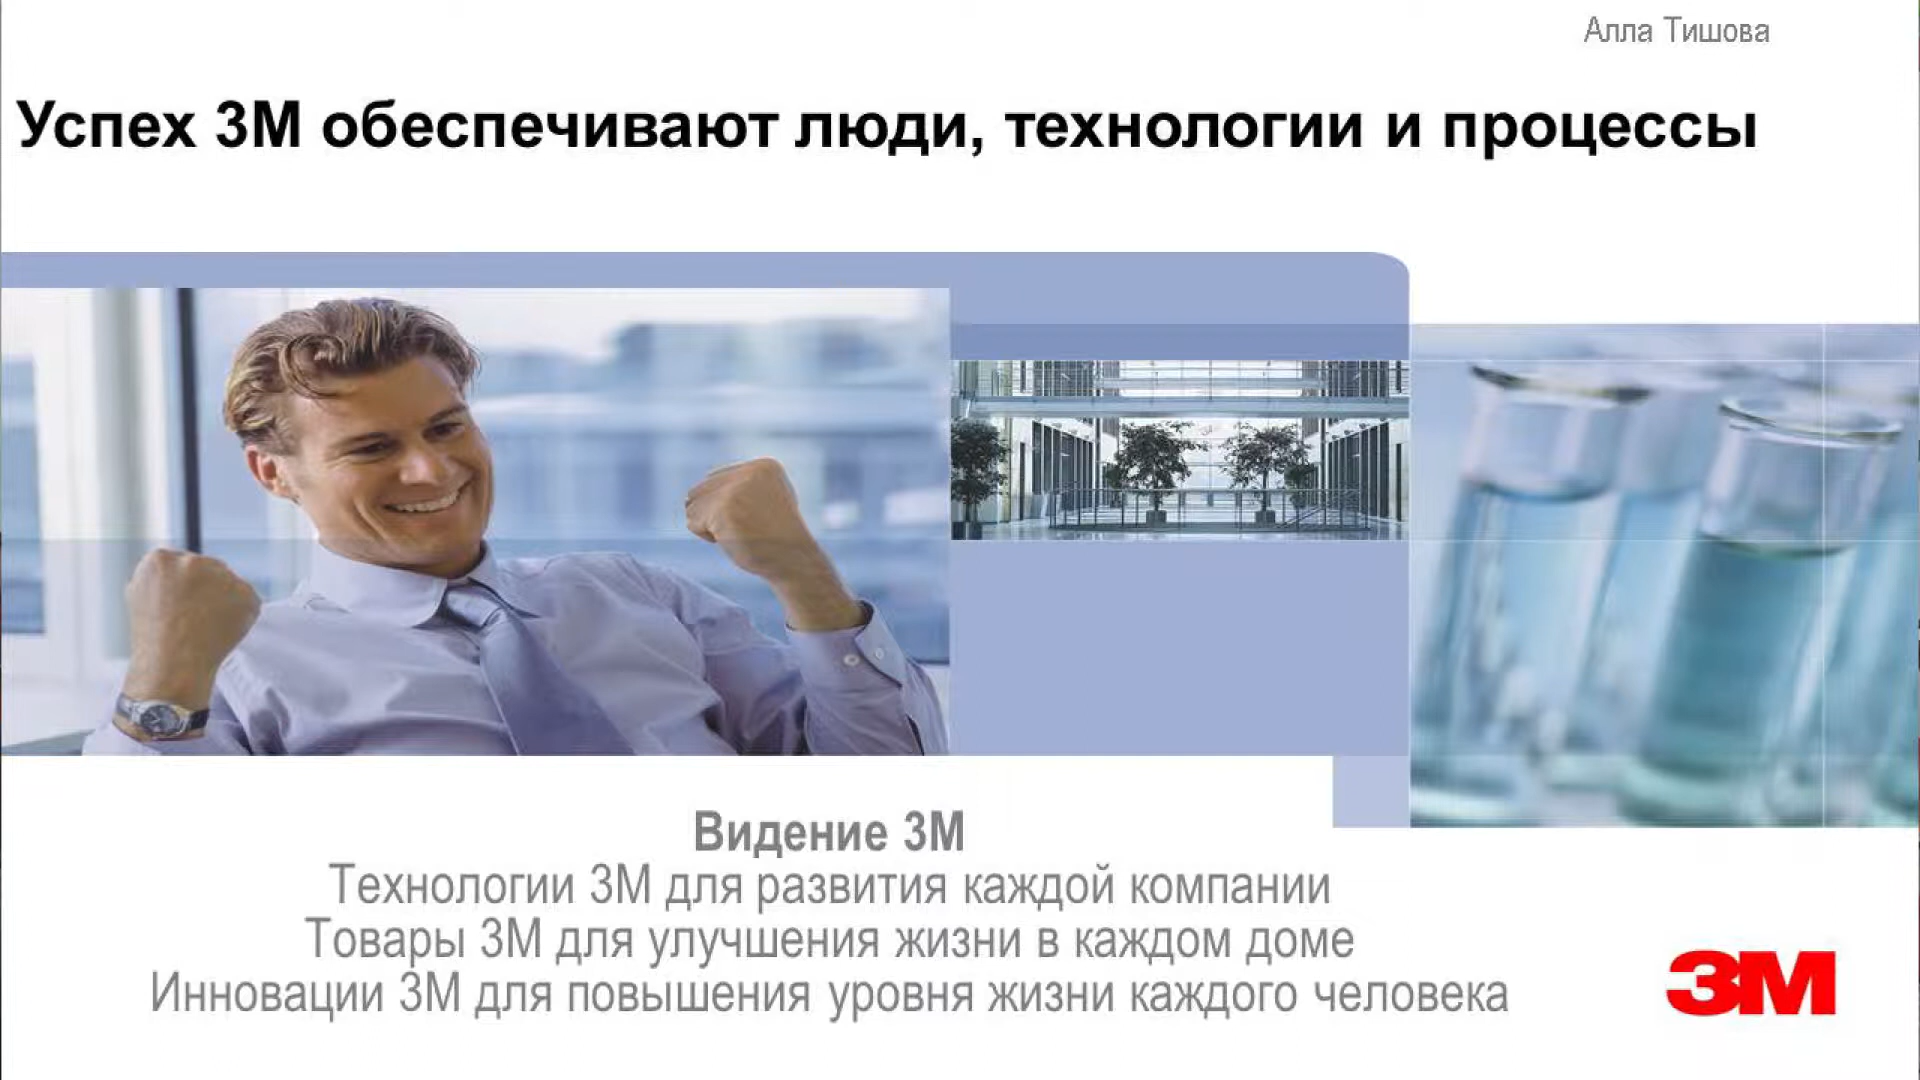 Алла Тишова
Успех 3М обеспечивают люди, технологии и процессы
Видение 3М
Технологии 3М для развития каждой компании
Товары 3М для улучшения жизни в каждом доме
Инновации 3М для повышения уровня жизни каждого человека
3M